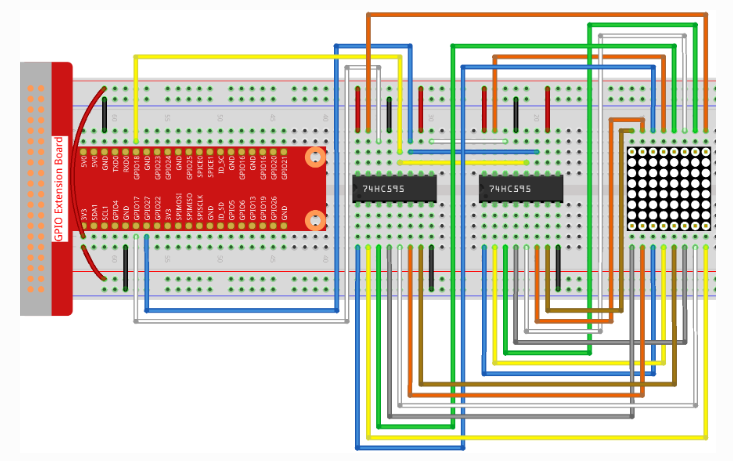 GPIO Extension Board
5V0
5V0
GND
TXD0
RXD0
GPIO18
GND
GPIO23
GPIO24
GND
GPIO25
SPICE0
SPICE1
ID_SC
GND
GPIO12
GND
GPIO16
GPIO20
GPIO21
3V3
SDA1
SCL1
GPIO4
GND
GPIO17
GPIO27
GPIO22
3V3
SPIMOSI
SPIMISO
SPISCLK
GND
ID_SD
GPIO5
GPIO6
GPIO13
GPIO19
GPIO26
GND
74HC595
74HC595